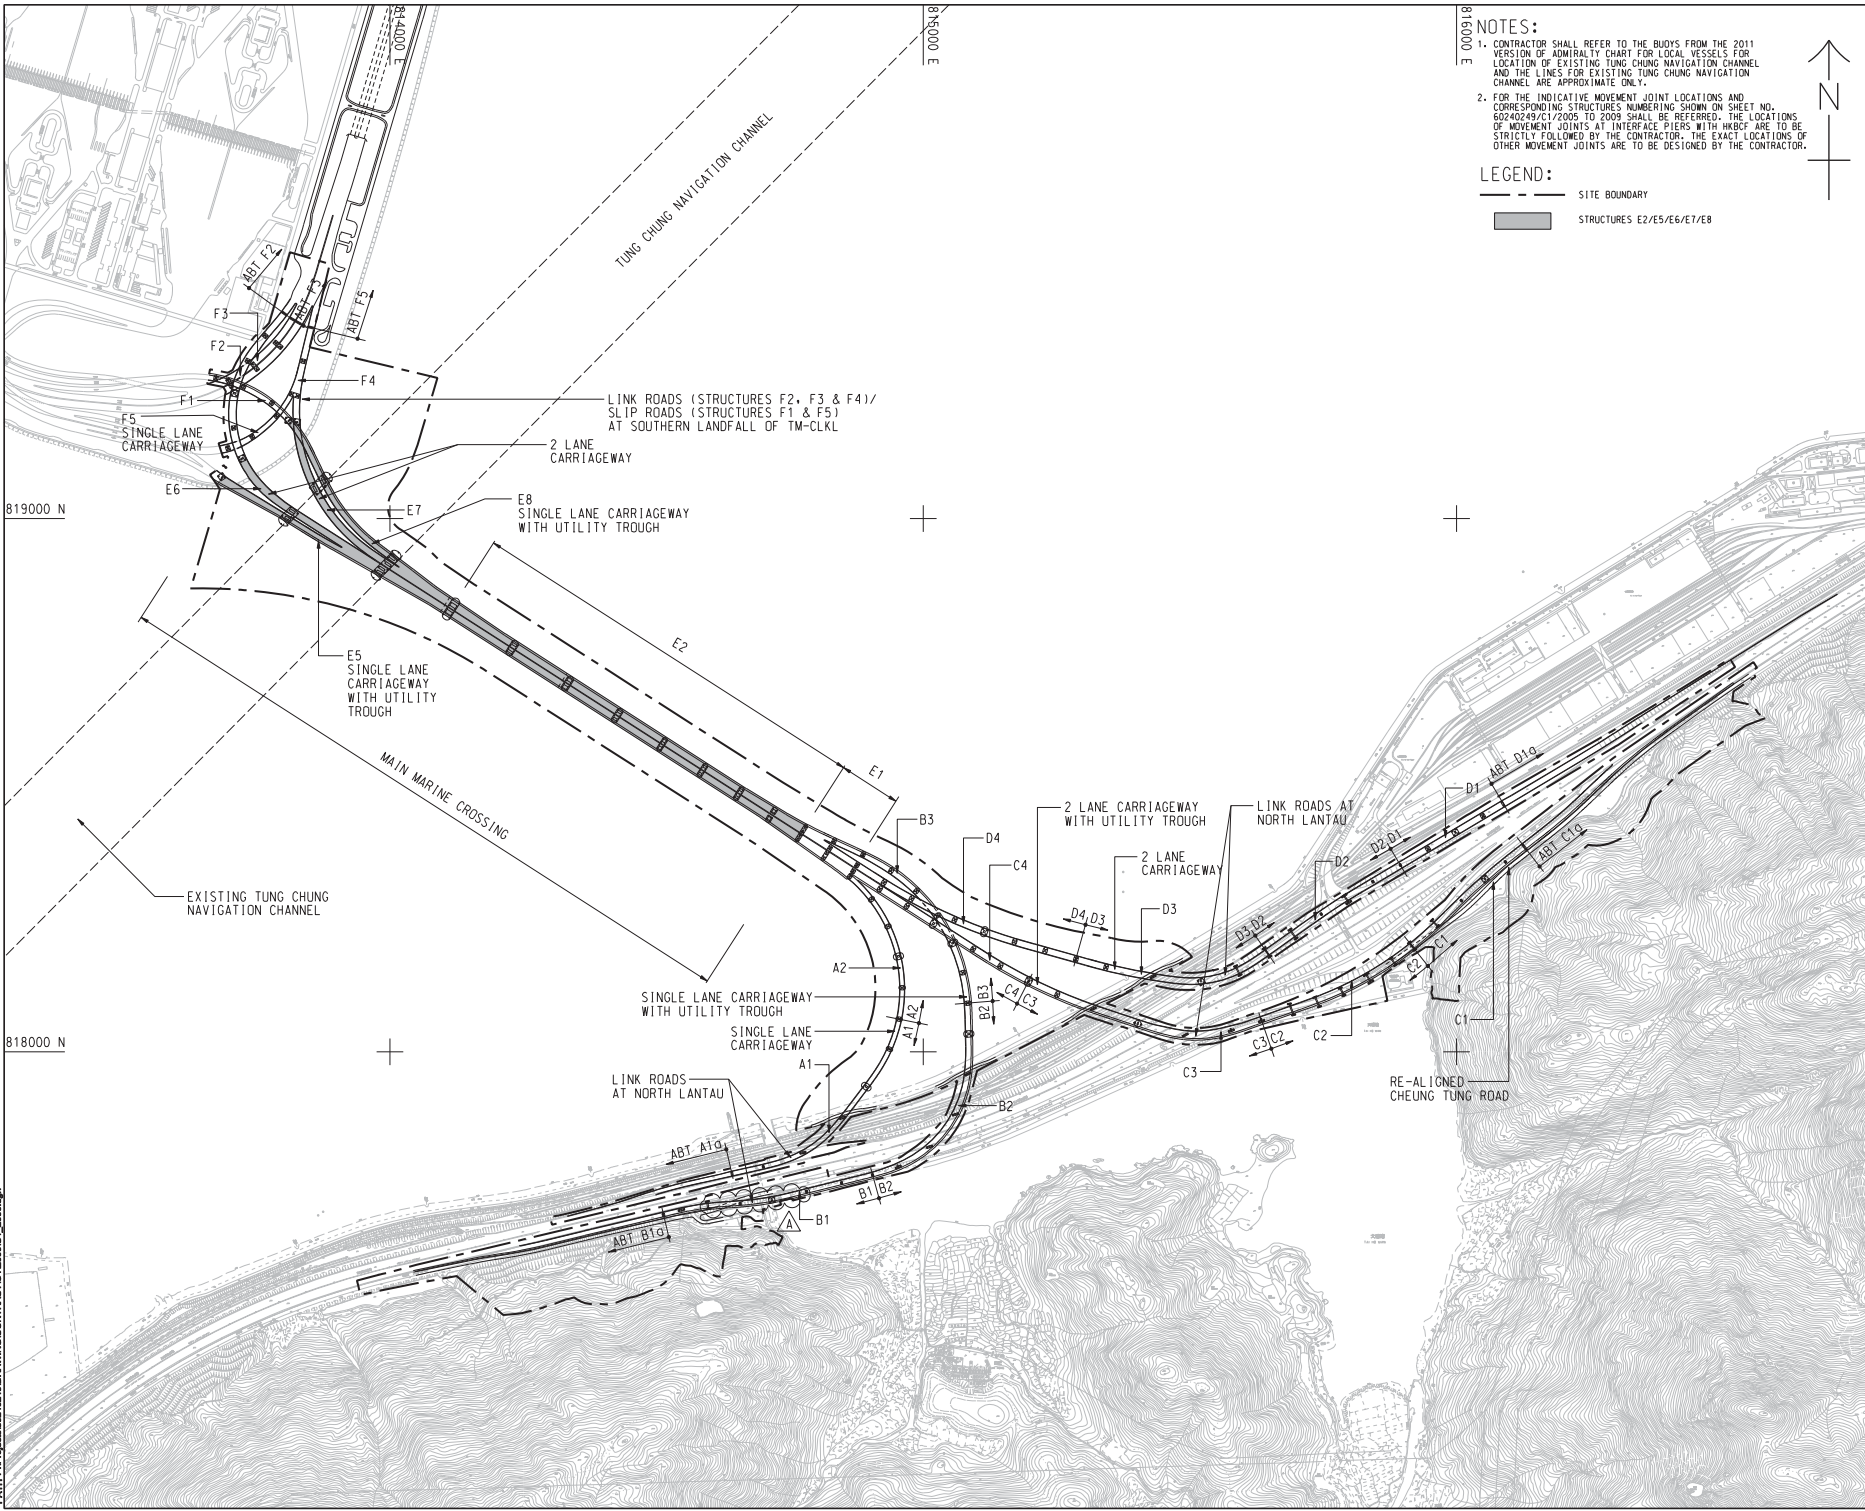 814000 E
815000 E
816000 E
NOTES:
1. CONTRACTOR SHALL REFER TO THE BUOYS FROM THE 2011
VERSION OF ADMIRALTY CHART FOR LOCAL VESSELS FOR
LOCATION OF EXISTING TUNG CHUNG NAVIGATION CHANNEL
AND THE LINES FOR EXISTING TUNG CHUNG NAVIGATION
CHANNEL ARE APPROXIMATE ONLY.
2. FOR THE INDICATIVE MOVEMENT JOINT LOCATIONS AND
CORRESPONDING STRUCTURES NUMBERING SHOWN ON SHEET NO.
60240249/C1/2005 TO 2009 SHALL BE REFERRED. THE LOCATIONS
OF MOVEMENT JOINTS AT INTERFACE PIERS WITH HKBCF ARE TO BE
STRICTLY FOLLOWED BY THE CONTRACTOR. THE EXACT LOCATIONS OF
OTHER MOVEMENT JOINTS ARE TO BE DESIGNED BY THE CONTRACTOR.
N
LEGEND:
SITE BOUNDARY
STRUCTURES E2/E5/E6/E7/E8
TUNG CHUNG NAVIGATION CHANNEL
ABT F2
ABT F3
ABT F5
F3
F2
F4
F1
LINK ROADS (STRUCTURES F2, F3 & F4)/
SLIP ROADS (STRUCTURES F1 & F5)
AT SOUTHERN LANDFALL OF TM-CLKL
F5
SINGLE LANE
CARRIAGEWAY
2 LANE
CARRIAGEWAY
E6
E7
E8
SINGLE LANE CARRIAGEWAY
WITH UTILITY TROUGH
819000 N
E5
SINGLE LANE
CARRIAGEWAY
WITH UTILITY
TROUGH
E2
E1
MAIN MARINE CROSSING
EXISTING TUNG CHUNG
NAVIGATION CHANNEL
B3
D4
C4
2 LANE CARRIAGEWAY
WITH UTILITY TROUGH
2 LANE
CARRIAGEWAY
LINK ROADS AT
NORTH LANTAU
D1
ABT D1a
D2 D1
D2
ABT C1a
D3
D4 D3
D3 D2
C2 C1
C4 C3
A2
SINGLE LANE CARRIAGEWAY
WITH UTILITY TROUGH
SINGLE LANE
CARRIAGEWAY
A1 A2
B2 B3
A1
818000 N
C3 C2
C2
C1
C3
LINK ROADS
AT NORTH LANTAU
B2
RE-ALIGNED
CHEUNG TUNG ROAD
ABT A1a
B1 B2
A
B1
ABT B1a